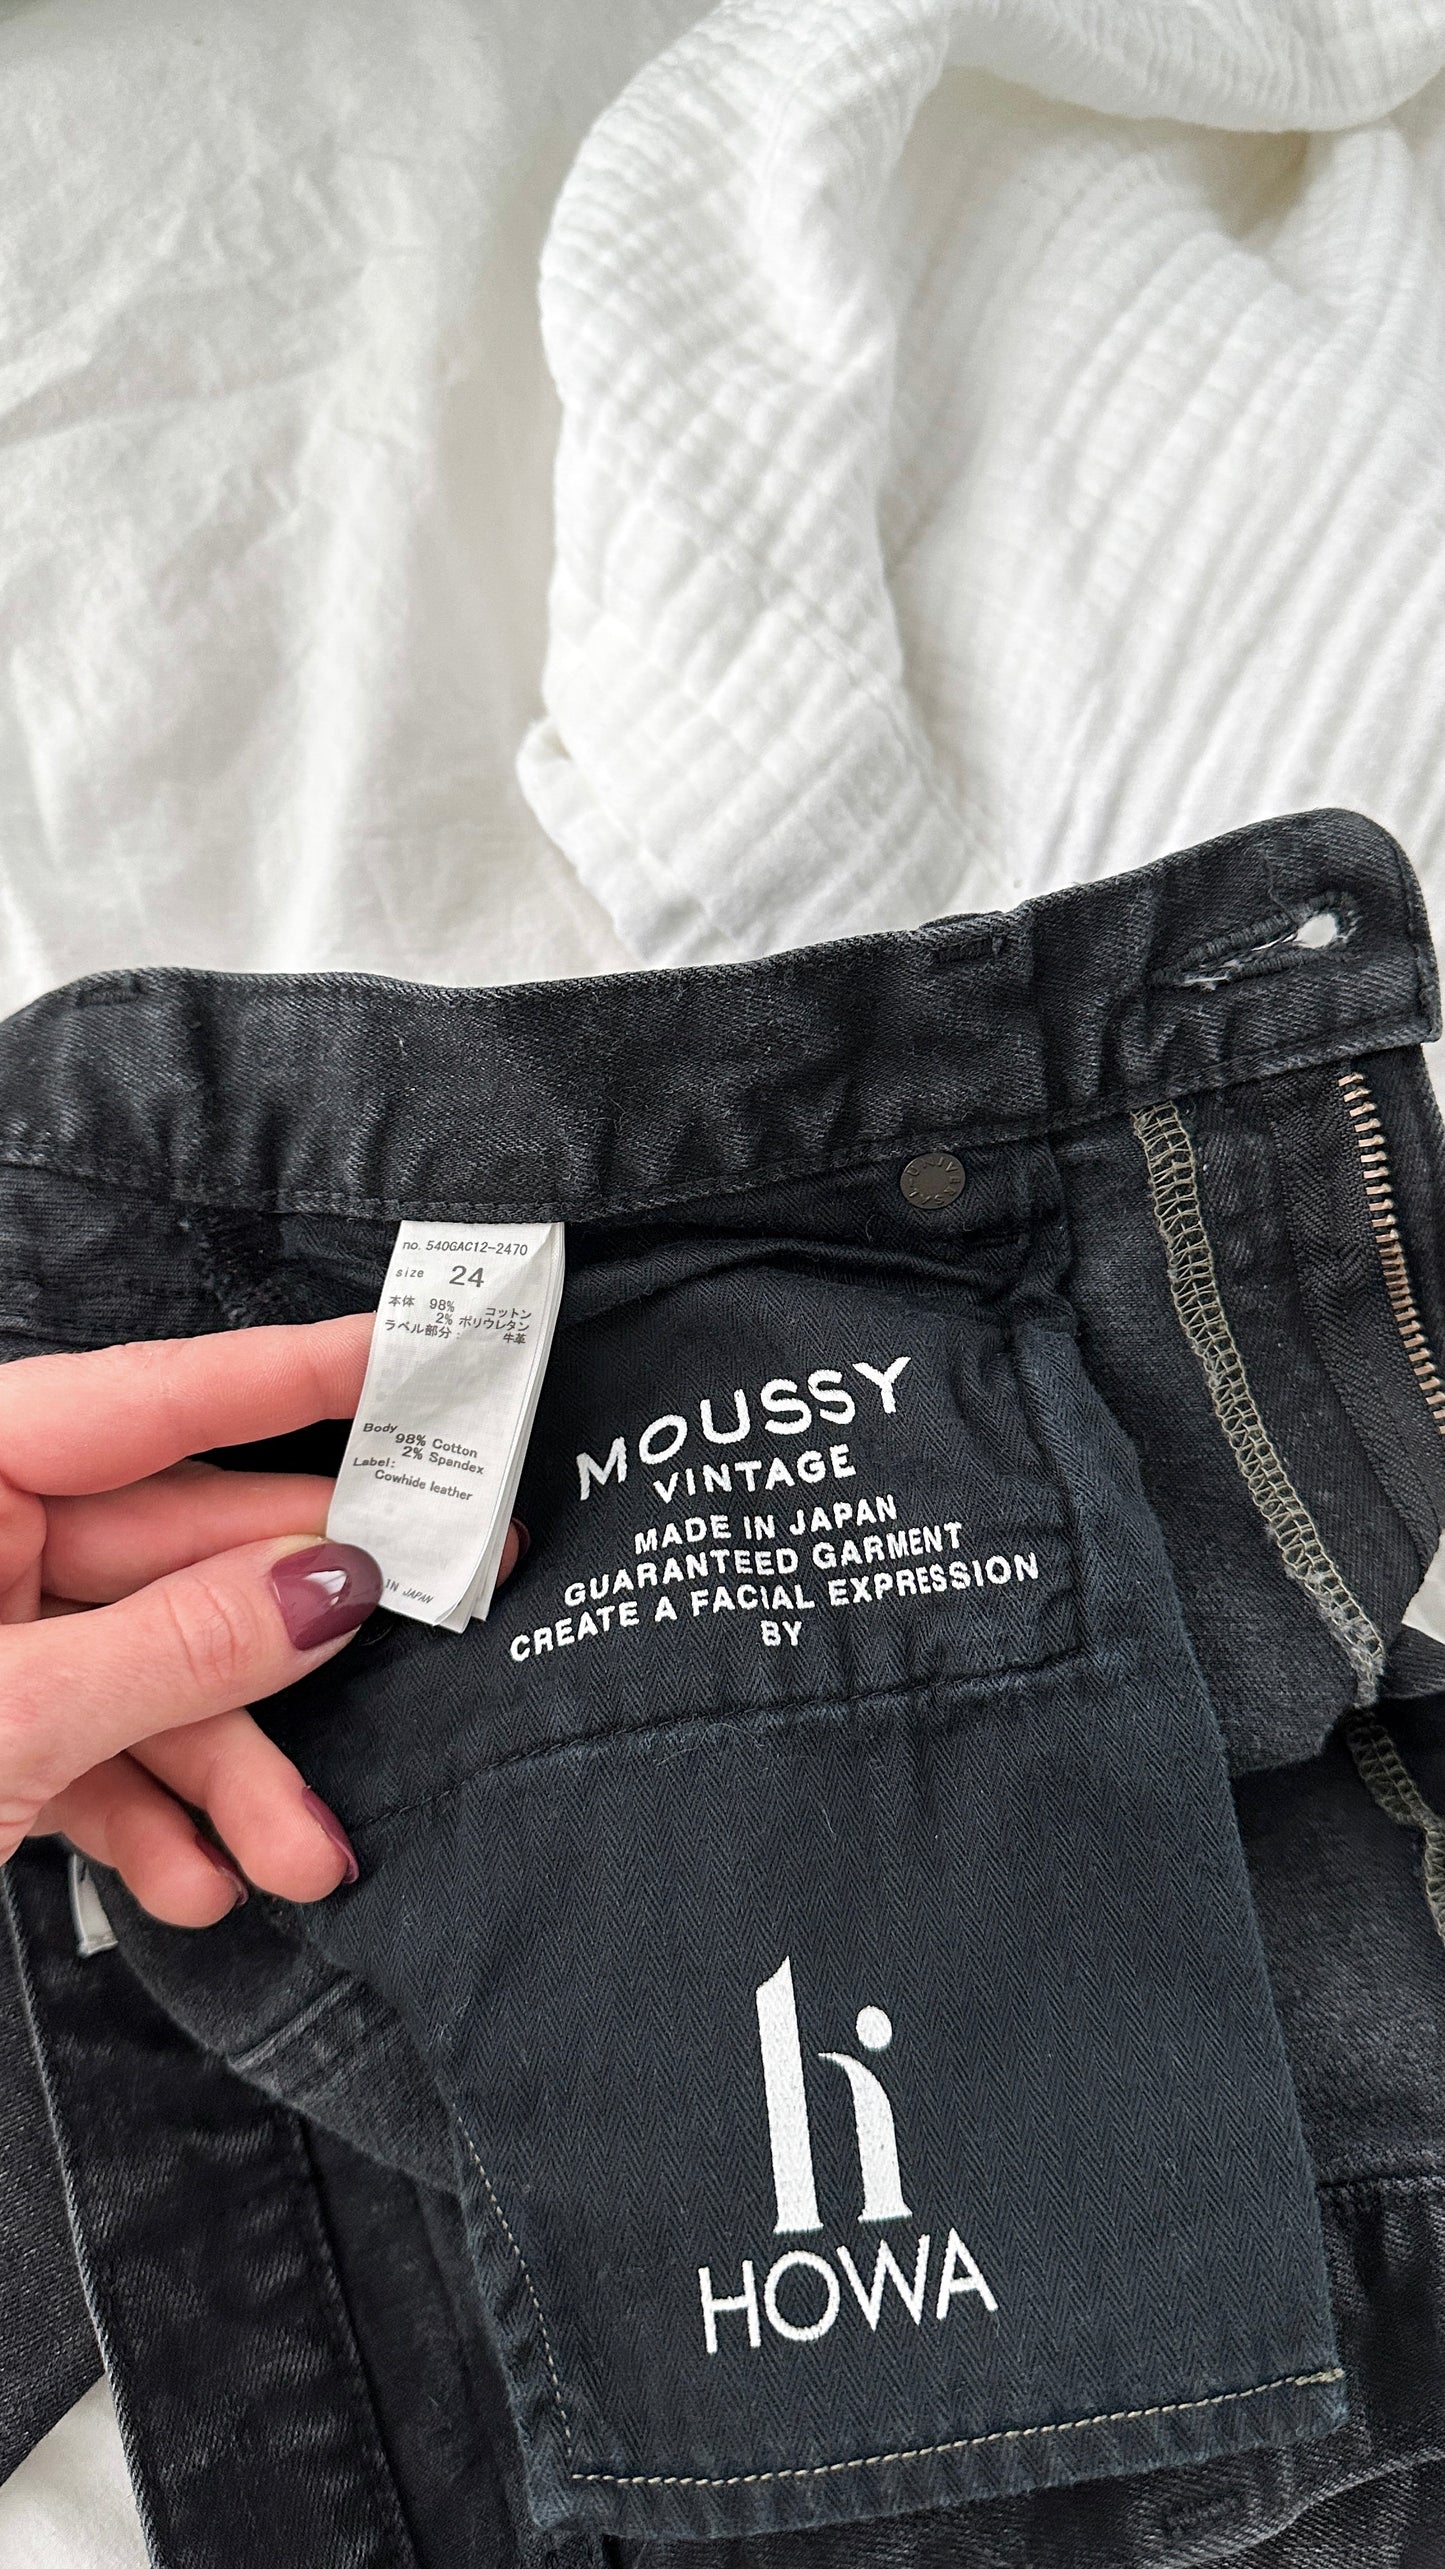 no. 540GAC12-2470
size 24
本体 98% コットン
2% ポリウレタン
ラベル部分: 牛革
Body
98% Cotton
2% Spandex
Label:
Cowhide leather
IN JAPAN
UNIVERSAL
MOUSSY
VINTAGE
MADE IN JAPAN
GUARANTEED GARMENT
CREATE A FACIAL EXPRESSION
BY
HOWA